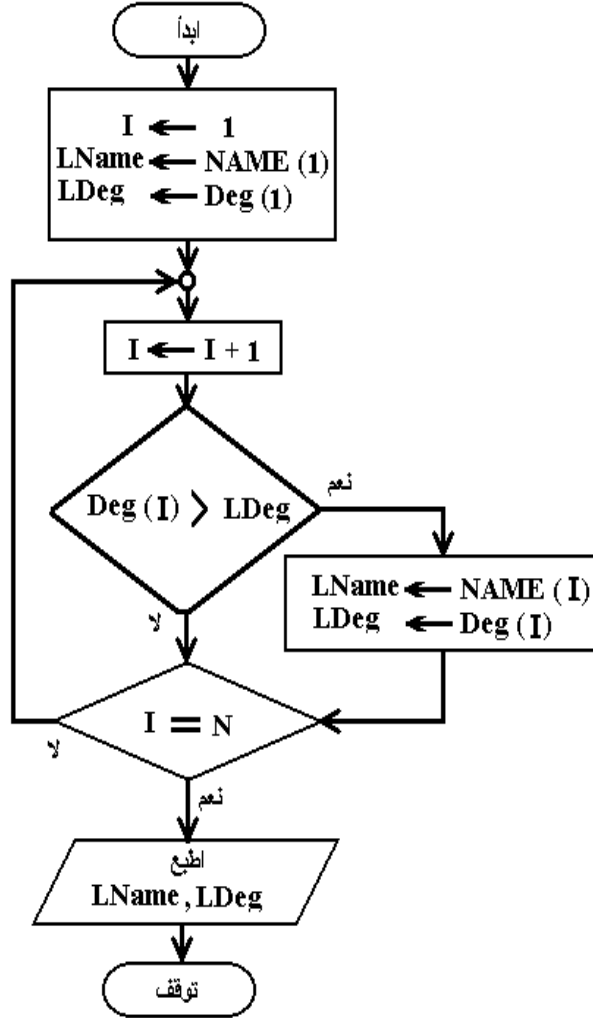 ابدأ
I ← 1
LName ← NAME (1)
LDeg ← Deg (1)
I ← I + 1
Deg (I) > LDeg
نعم
LName ← NAME (I)
LDeg ← Deg (I)
لا
I = N
لا
نعم
اطبع
LName , LDeg
توقف